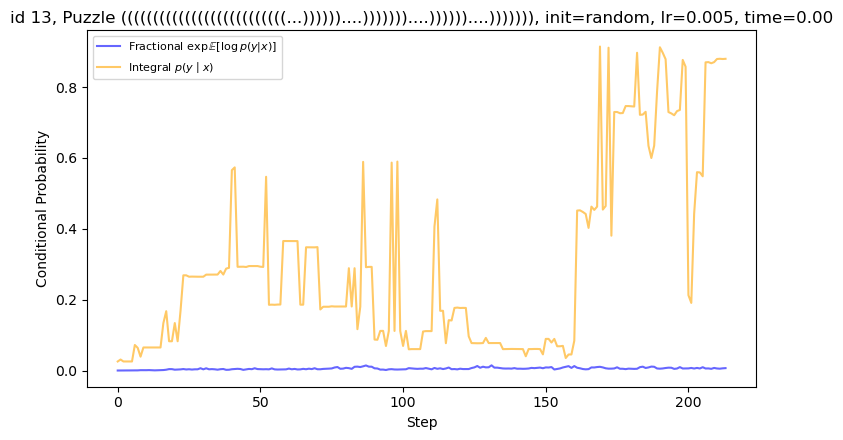 id 13, Puzzle ((((((((((((((((((((((((((...))))))....)))))))....))))))....))))))), init=random, lr=0.005, time=0.00
Fractional exp𝔼[log p(y|x)]
Integral p(y | x)
Conditional Probability
0.8
0.6
0.4
0.2
0.0
0 50 100 150 200
Step